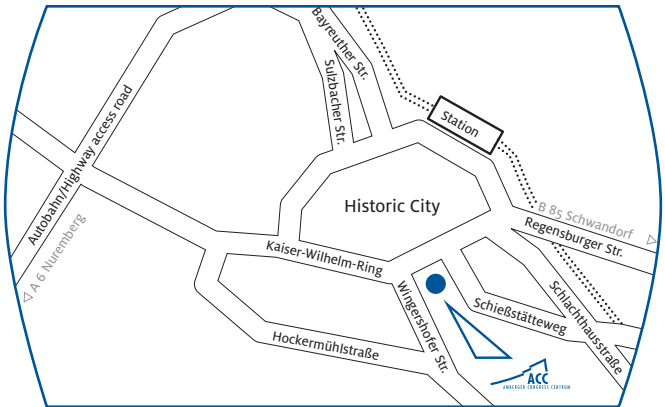 Bayreuther Str.
Sulzbacher Str.
Station
Autobahn/Highway access road
A 6 Nuremberg
Historic City
B 85 Schwandorf
Regensburger Str.
Kaiser-Wilhelm-Ring
Wingershofer Str.
Schießstätteweg
Schlachthausstraße
Hockermühlstraße
ACC
AMBERGER CONGRESS CENTRUM